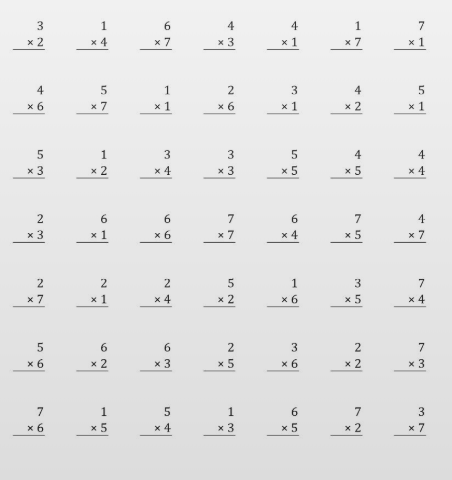 3 1 6 4 4 1 7
× 2 × 4 × 7 × 3 × 1 × 7 × 1
4 5 1 2 3 4 5
× 6 × 7 × 1 × 6 × 1 × 2 × 1
5 1 3 3 5 4 4
× 3 × 2 × 4 × 3 × 5 × 5 × 4
2 6 6 7 6 7 4
× 3 × 1 × 6 × 7 × 4 × 5 × 7
2 2 2 5 1 3 7
× 7 × 1 × 4 × 2 × 6 × 5 × 4
5 6 6 2 3 2 7
× 6 × 2 × 3 × 5 × 6 × 2 × 3
7 1 5 1 6 7 3
× 6 × 5 × 4 × 3 × 5 × 2 × 7